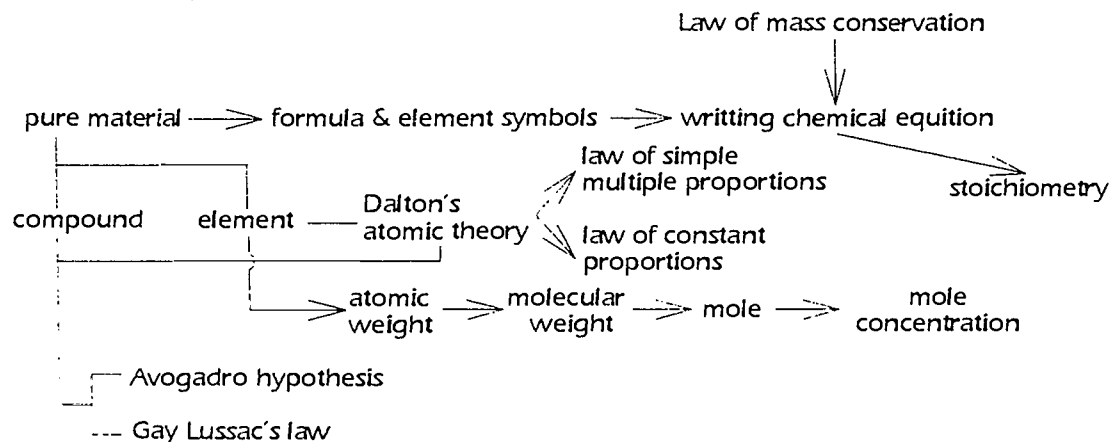 Law of mass conservation
pure material
formula & element symbols
writting chemical equition
law of simple
multiple proportions
stoichiometry
compound
element
Dalton's
atomic theory
law of constant
proportions
atomic
weight
molecular
weight
mole
mole
concentration
Avogadro hypothesis
Gay Lussac's law